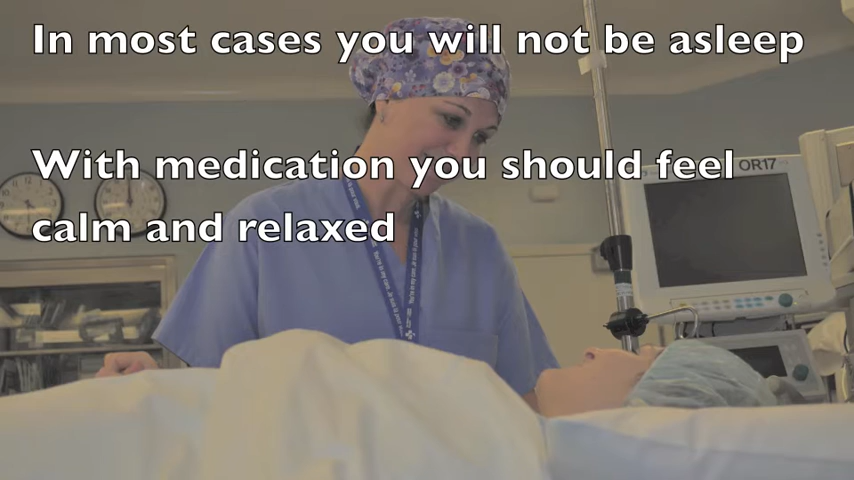 In most cases you will not be asleep
With medication you should feel
calm and relaxed
OR17